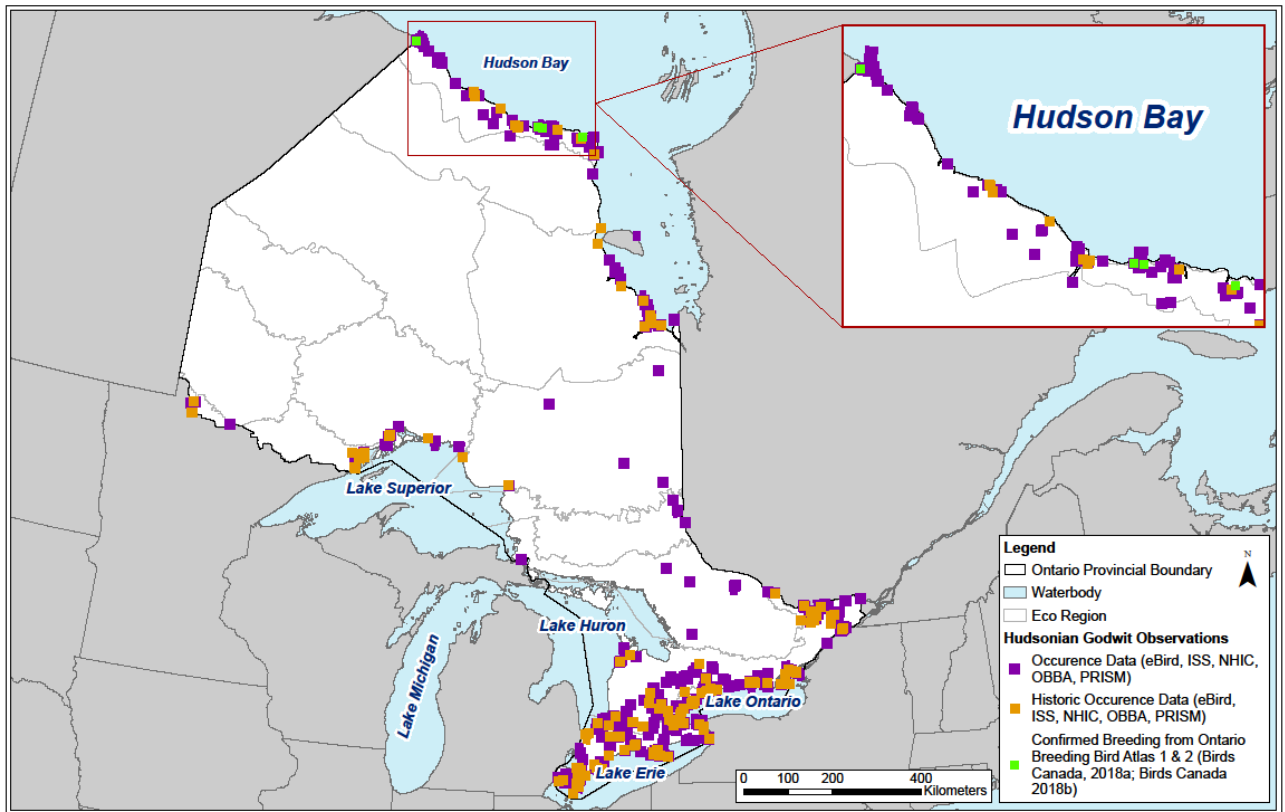 Hudson Bay
Hudson Bay
Lake Superior
Lake Huron
Lake Michigan
Lake Ontario
Lake Erie
0 100 200 400
Kilometers
Legend
N
Ontario Provincial Boundary
Waterbody
Eco Region
Hudsonian Godwit Observations
Occurence Data (eBird, ISS, NHIC,
OBBA, PRISM)
Historic Occurence Data (eBird,
ISS, NHIC, OBBA, PRISM)
Confirmed Breeding from Ontario
Breeding Bird Atlas 1 & 2 (Birds
Canada, 2018a; Birds Canada
2018b)